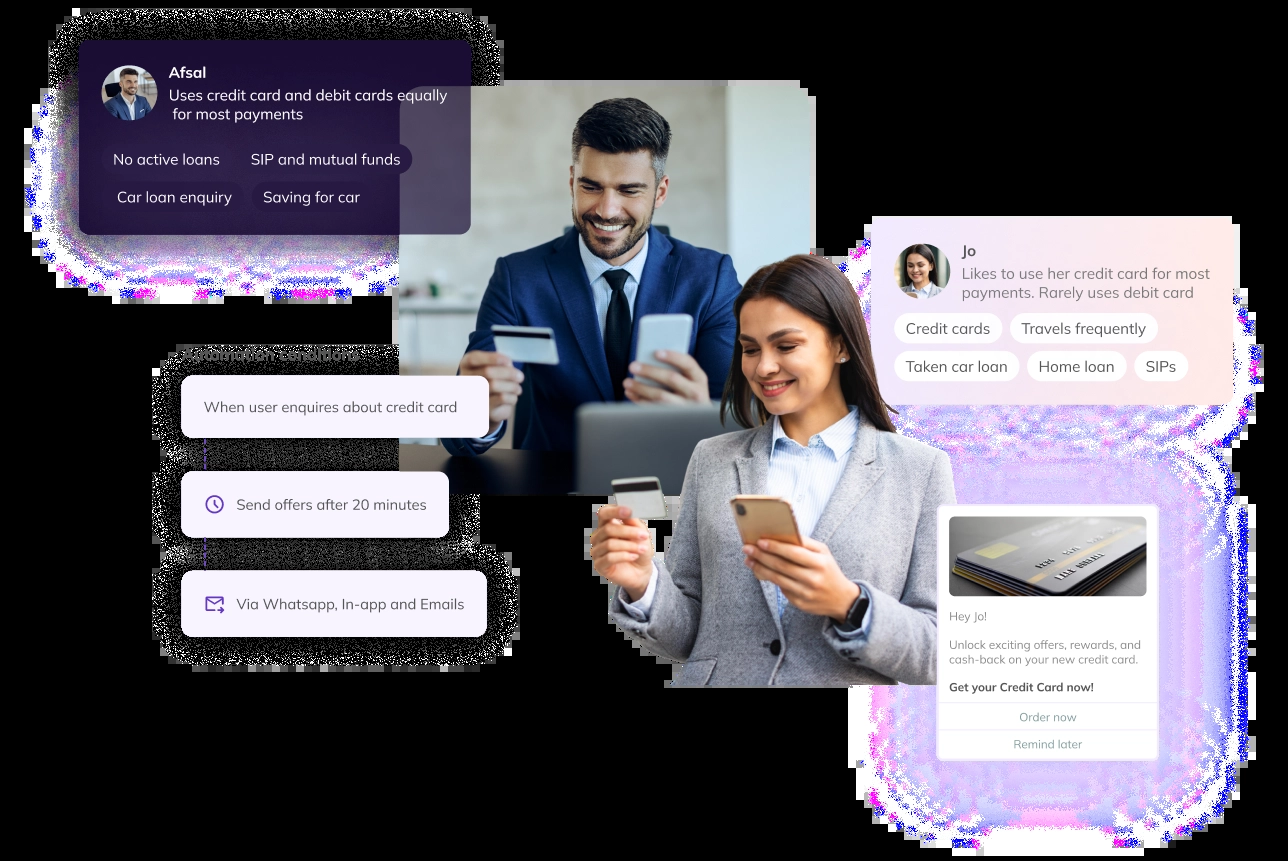 Afsal
Uses credit card and debit cards equally
for most payments
No active loans
SIP and mutual funds
Car loan enquiry
Saving for car
Jo
Likes to use her credit card for most
payments. Rarely uses debit card
Credit cards
Travels frequently
Taken car loan
Home loan
SIPs
Automation conditions
When user enquires about credit card
Send offers after 20 minutes
Via Whatsapp, In-app and Emails
Hey Jo!
Unlock exciting offers, rewards, and
cash-back on your new credit card.
Get your Credit Card now!
Order now
Remind later